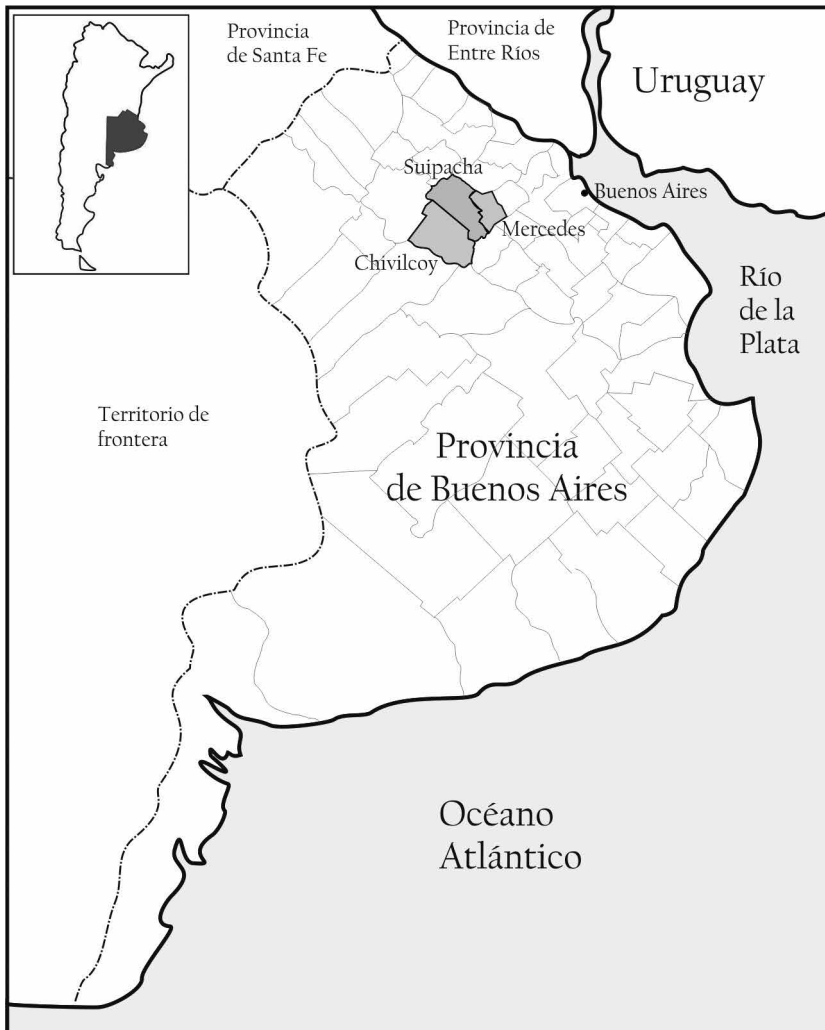 Provincia
de Santa Fe
Provincia de
Entre Ríos
Uruguay
Suipacha
Buenos Aires
Mercedes
Chivilcoy
Río
de la
Plata
Territorio de
frontera
Provincia
de Buenos Aires
Océano
Atlántico